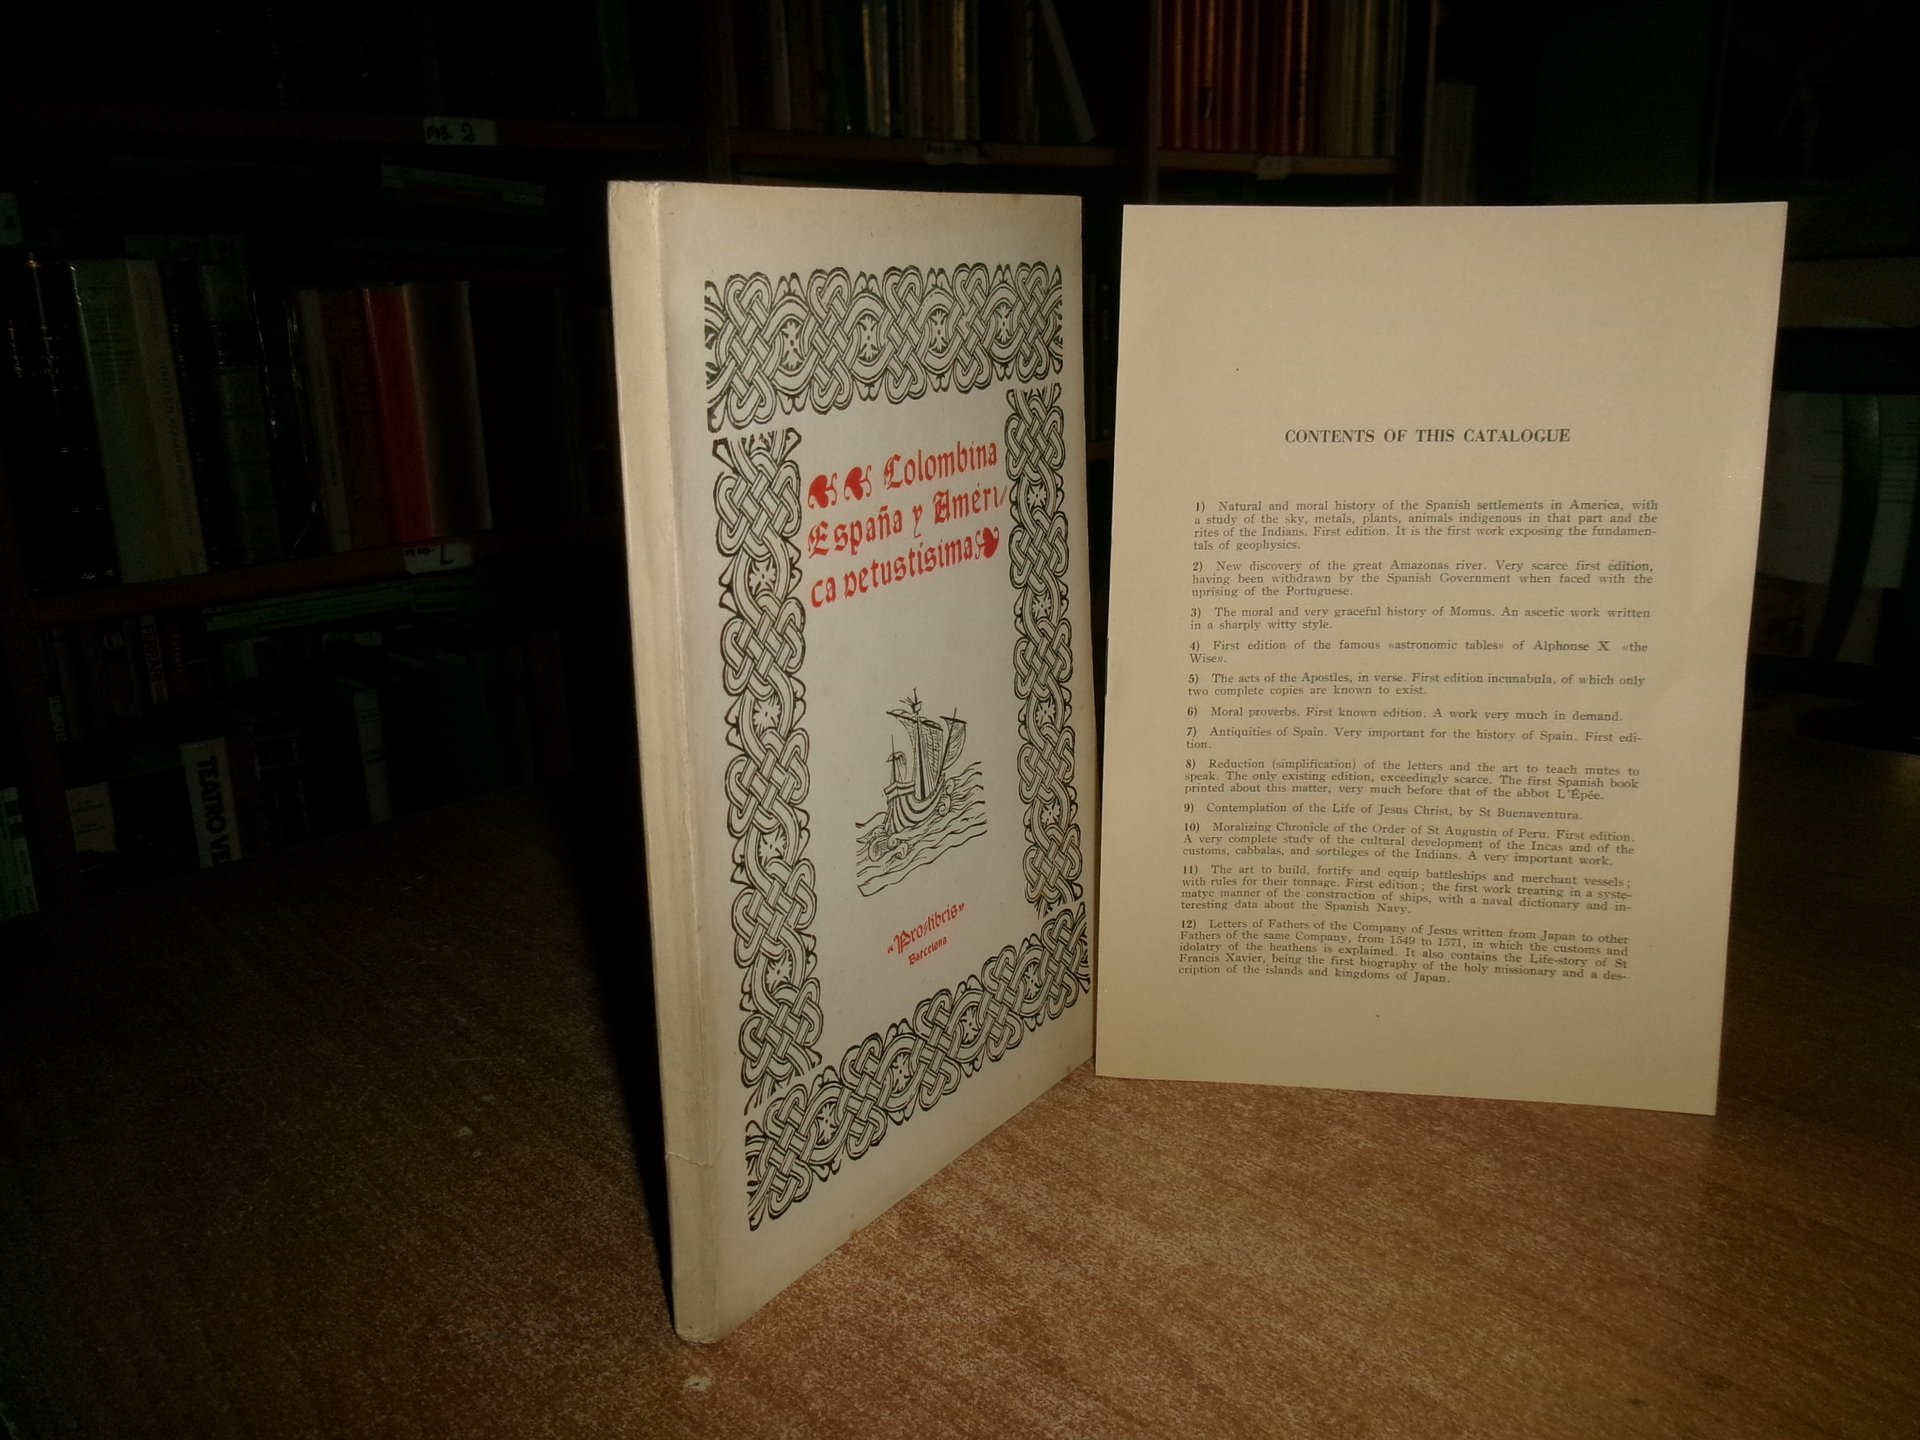 Colombina
España y Améri/
ca vetustísima
«Pro/libris»
Barcelona
CONTENTS OF THIS CATALOGUE
1) Natural and moral history of the Spanish settlements in America, with
a study of the sky, metals, plants, animals indigenous in that part and the
rites of the Indians. First edition. It is the first work exposing the fundamen-
tals of geophysics.
2) New discovery of the great Amazonas river. Very scarce first édition,
having been withdrawn by the Spanish Government when faced with the
uprising of the Portuguese.
3) The moral and very graceful history of Momus. An ascetic work written
in a sharply witty style.
4) First edition of the famous «astronomic tables» of Alphonse X «the
Wise».
5) The acts of the Apostles, in verse. First edition incunabula, of which only
two complete copies are known to exist.
6) Moral proverbs. First known edition. A work very much in demand.
7) Antiquities of Spain. Very important for the history of Spain. First edi-
tion.
8) Reduction (simplification) of the letters and the art to teach mutes to
speak. The only existing edition, exceedingly scarce. The first Spanish book
printed about this matter, very much before that of the abbot L'Épée.
9) Contemplation of the Life of Jesus Christ, by St Buenaventura.
10) Moralizing Chronicle of the Order of St Augustin of Peru. First edition.
A very complete study of the cultural development of the Incas and of the
customs, cabbalas, and sortileges of the Indians. A very important work.
11) The art to build, fortify and equip battleships and merchant vessels;
with rules for their tonnage. First edition; the first work treating in a syste-
matyc manner of the construction of ships, with a naval dictionary and in-
teresting data about the Spanish Navy.
12) Letters of Fathers of the Company of Jesus written from Japan to other
Fathers of the same Company, from 1549 to 1571, in which the customs and
idolatry of the heathens is explained. It also contains the Life-story of St
Francis Xavier, being the first biography of the holy missionary and a des-
cription of the islands and kingdoms of Japan.
TEATRO